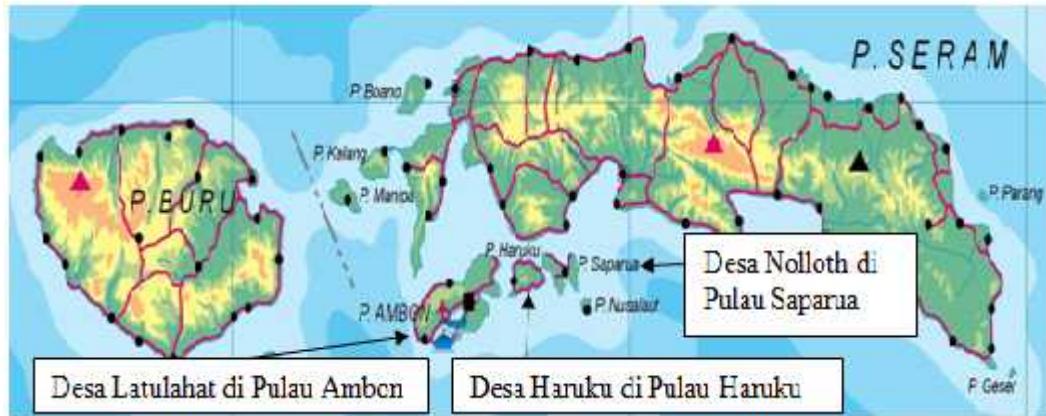 P. SERAM
P. Boano
P. Kelang
P. BURU
P. Manipa
P. Parang
P. Haruku
P. Saparua
Desa Nolloth di
Pulau Saparua
P. Nusalaut
P. AMBON
Desa Latulahat di Pulau Ambon
Desa Haruku di Pulau Haruku
P. Geser